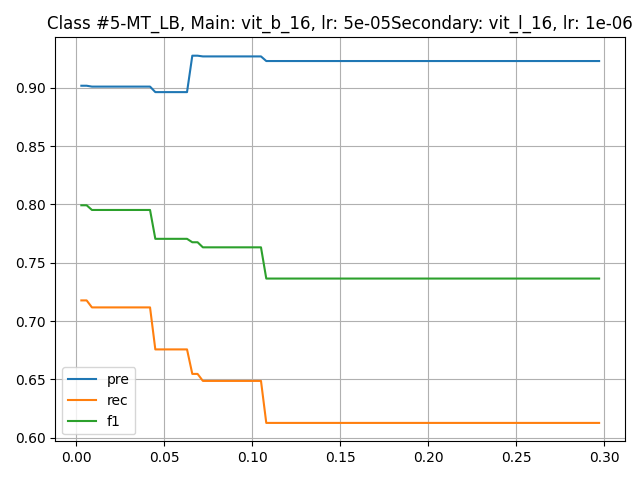 Class #5-MT_LB, Main: vit_b_16, lr: 5e-05Secondary: vit_l_16, lr: 1e-06
0.90
0.85
0.80
0.75
0.70
0.65
0.60
pre
rec
f1
0.00 0.05 0.10 0.15 0.20 0.25 0.30